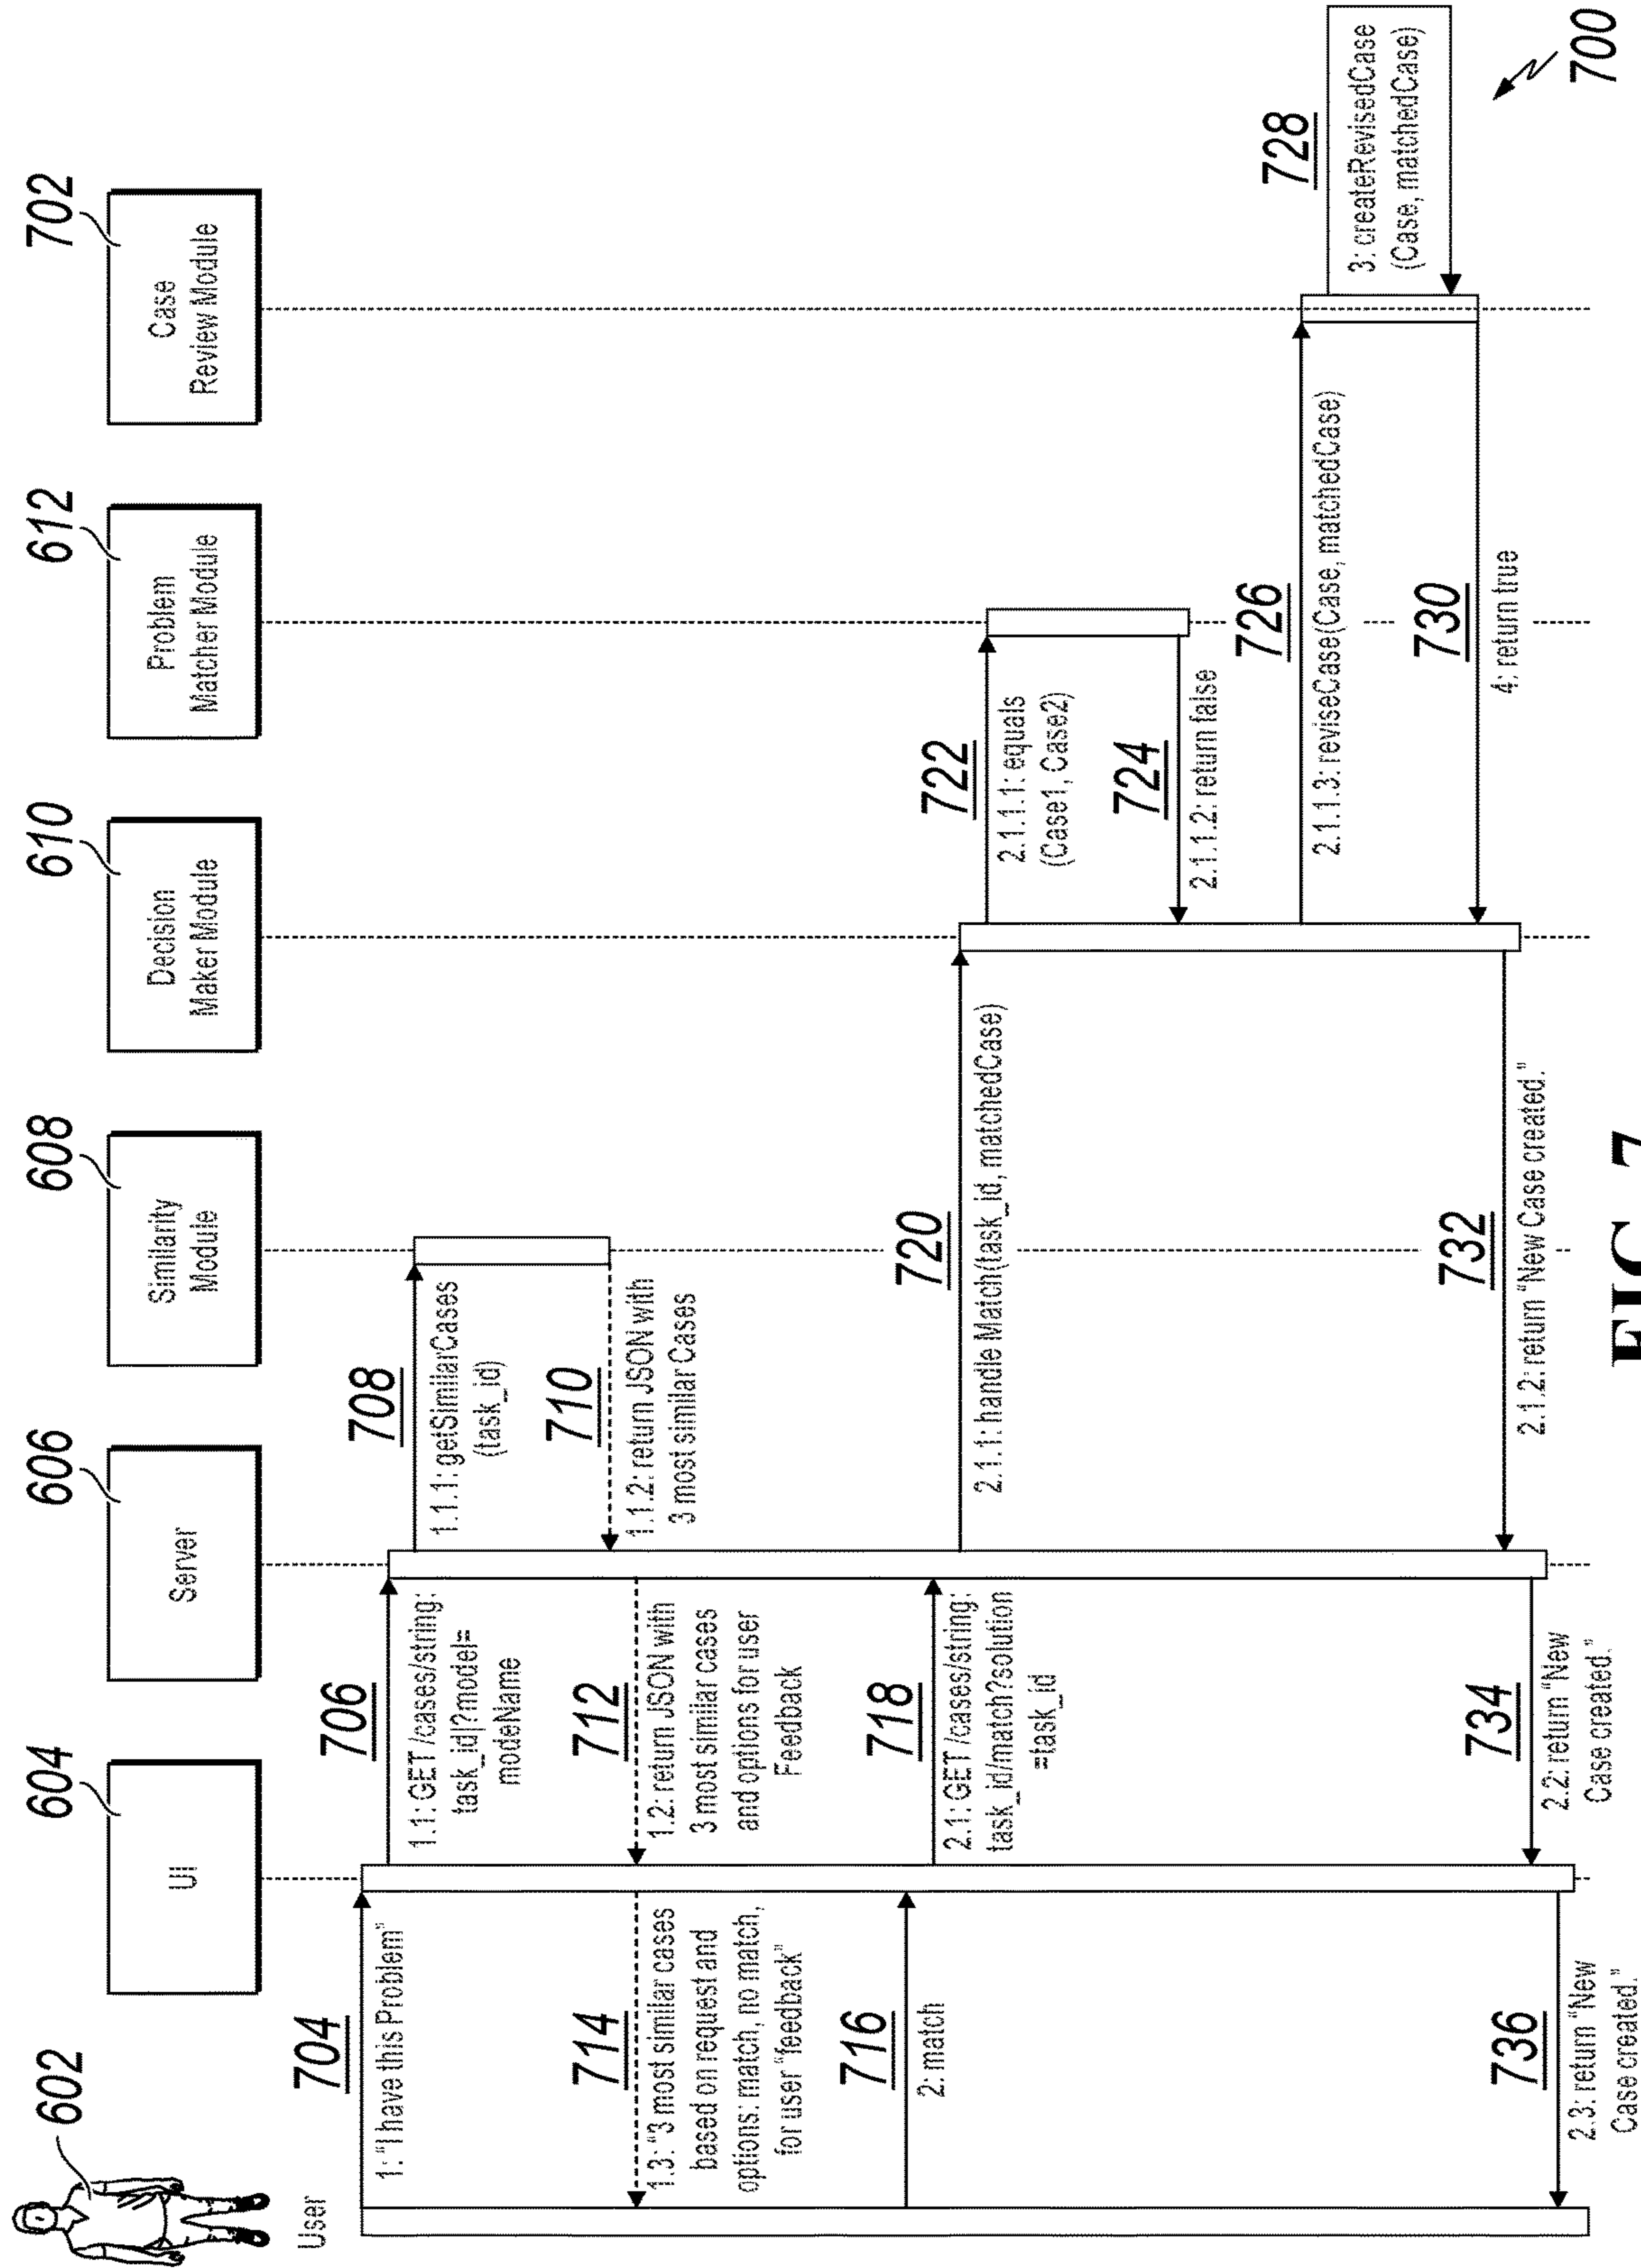 602
User
604
UI
606
Server
608
Similarity
Module
610
Decision
Maker Module
612
Problem
Matcher Module
702
Case
Review Module
704
1: "I have this Problem"
706
1.1: GET /cases/string:
task_id|?model=
modeName
708
1.1.1: getSimilarCases
(task_id)
710
1.1.2: return JSON with
3 most similar Cases
712
1.2: return JSON with
3 most similar cases
and options for user
Feedback
714
1.3: "3 most similar cases
based on request and
options: match, no match,
for user "feedback"
716
2: match
718
2.1: GET /cases/string:
task_id/match?solution
=task_id
720
2.1.1: handle Match(task_id, matchedCase)
722
2.1.1.1: equals
(Case1, Case2)
724
2.1.1.2: return false
726
2.1.1.3: reviseCase(Case, matchedCase)
728
3: createRevisedCase
(Case, matchedCase)
730
4: return true
732
2.1.2: return "New Case created."
734
2.2: return "New
Case created."
736
2.3: return "New
Case created."
700
FIG. 7